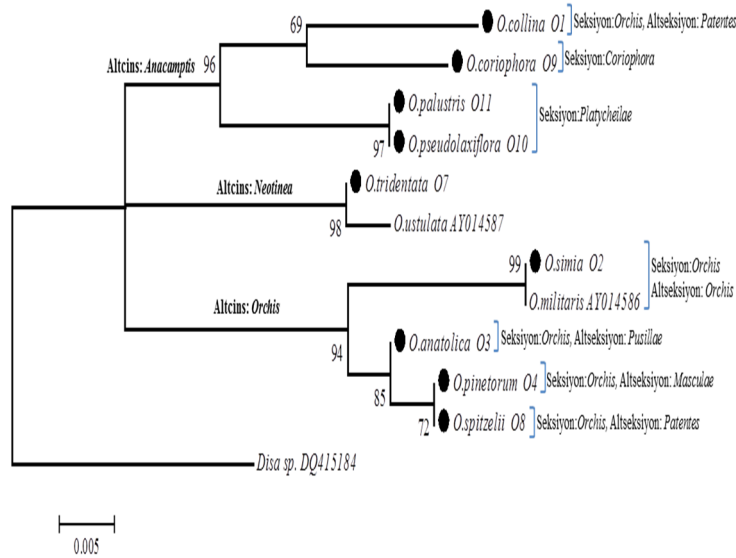 69
O.collina O1 Seksiyon:Orchis, Altseksiyon: Patentes
Altcins: Anacamptis 96
O.coriophora O9 Seksiyon:Coriophora
O.palustris O11
Seksiyon:Platycheilae
O.pseudolaxiflora O10
97
Altcins: Neotinea
O.tridentata O7
98
O.ustulata AY014587
99
O.simia O2
Seksiyon:Orchis
O.militaris AY014586
Altseksiyon: Orchis
Altcins: Orchis
94
O.anatolica O3 Seksiyon:Orchis, Altseksiyon: Pusillae
85
O.pinetorum O4 Seksiyon:Orchis, Altseksiyon: Masculae
72
O.spitzelii O8 Seksiyon:Orchis, Altseksiyon: Patentes
Disa sp. DQ415184
0.005